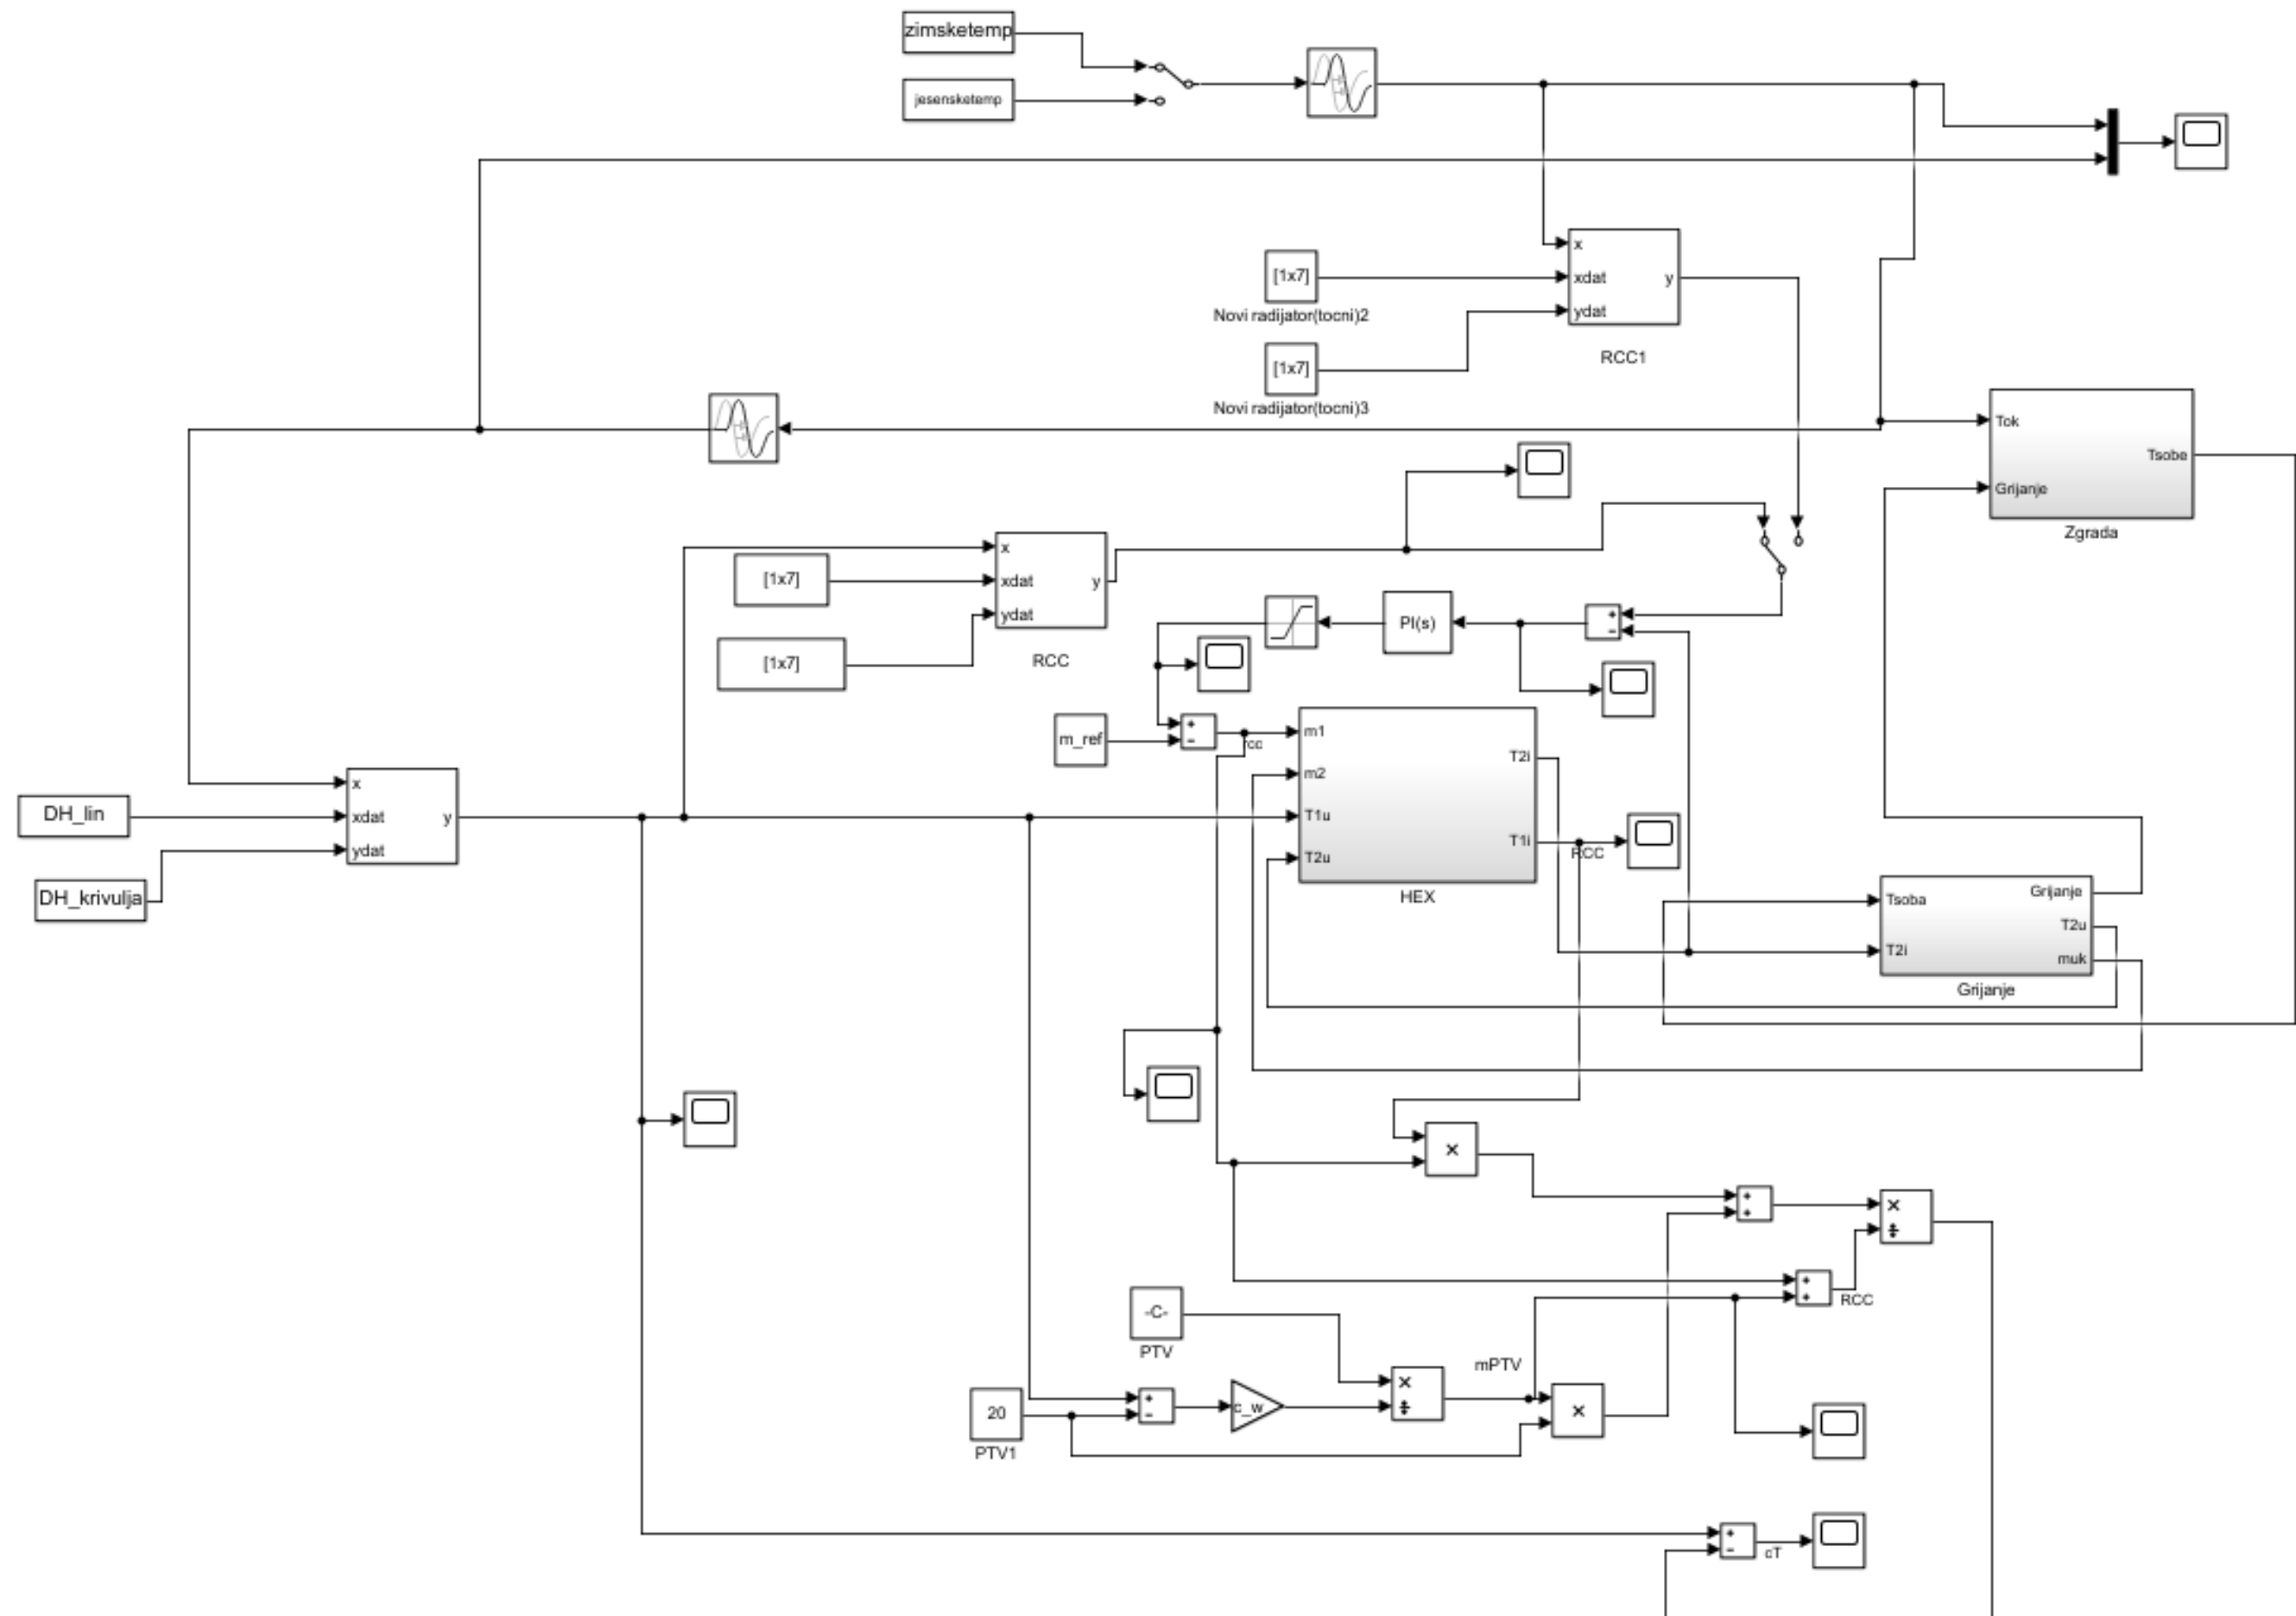 zimsketemp
jesensketemp
x
xdat
ydat
y
RCC1
[1x7]
Novi radijator(tocni)2
[1x7]
Novi radijator(tocni)3
Tok
Grijanje
Tsobe
Zgrada
x
xdat
ydat
y
RCC
[1x7]
[1x7]
PI(s)
+
−
m_ref
+
−
rcc
m1
m2
T1u
T2u
T2i
T1i
HEX
RCC
DH_lin
DH_krivulja
x
xdat
ydat
y
Tsoba
T2i
Grijanje
T2u
muk
Grijanje
×
+
+
×
÷
+
+
RCC
-C-
PTV
mPTV
20
PTV1
+
−
c_w
×
÷
×
+
−
cT